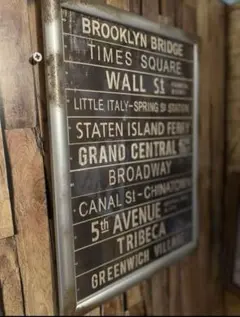 BROOKLYN BRIDGE
TIMES SQUARE
WALL St
LITTLE ITALY-SPRING St STATION
STATEN ISLAND FERRY
GRAND CENTRAL
BROADWAY
CANAL St-CHINATOWN
5th AVENUE
TRIBECA
GREENWICH VILLAGE